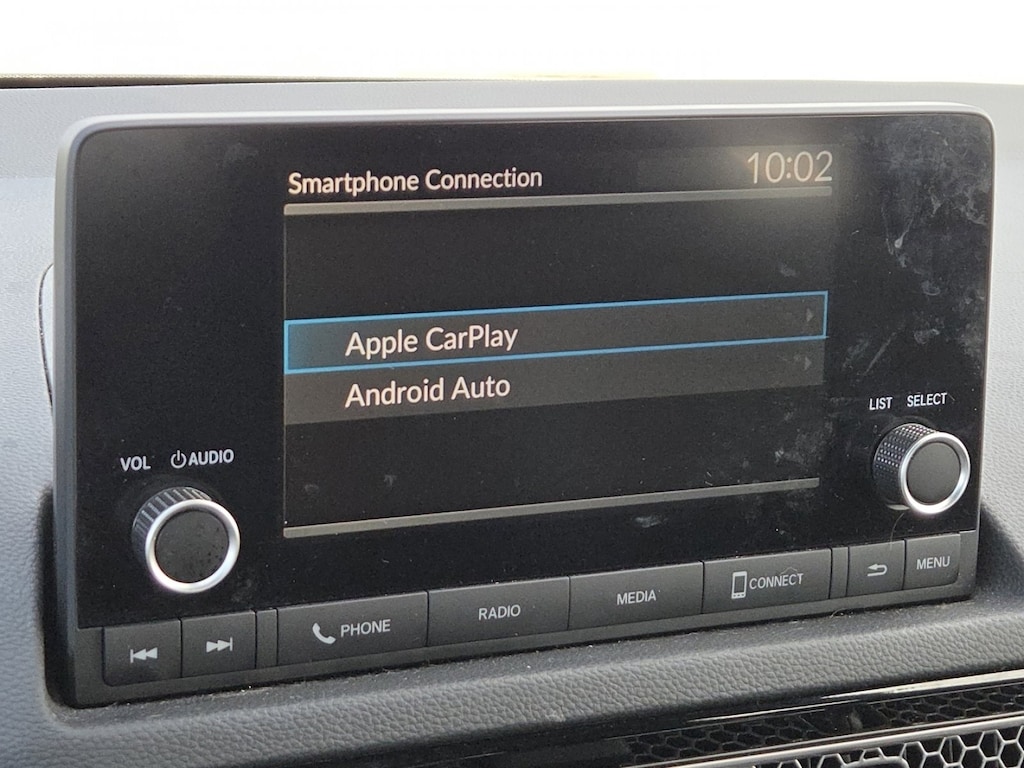 Smartphone Connection
10:02
Apple CarPlay
Android Auto
LIST SELECT
VOL AUDIO
PHONE
RADIO
MEDIA
CONNECT
MENU